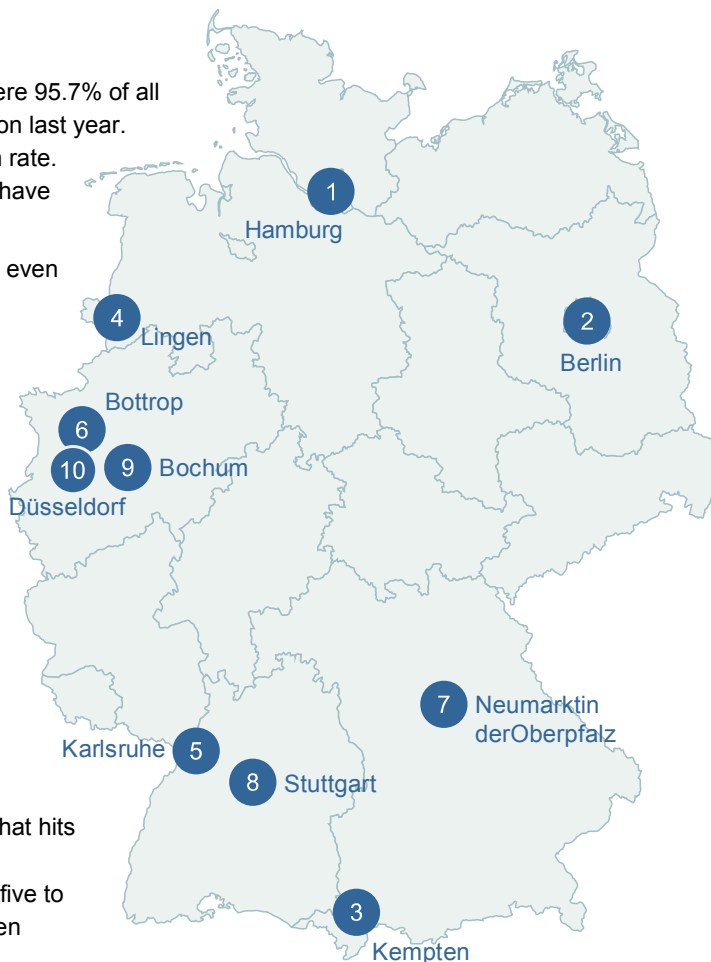 ere 95.7% of all
on last year.
n rate.
have
even
1
Hamburg
2
Berlin
4
Lingen
Bottrop
6
10
9
Bochum
Düsseldorf
7
Neumarktin
derOberpfalz
Karlsruhe
5
8
Stuttgart
hat hits
five to
en
3
Kempten